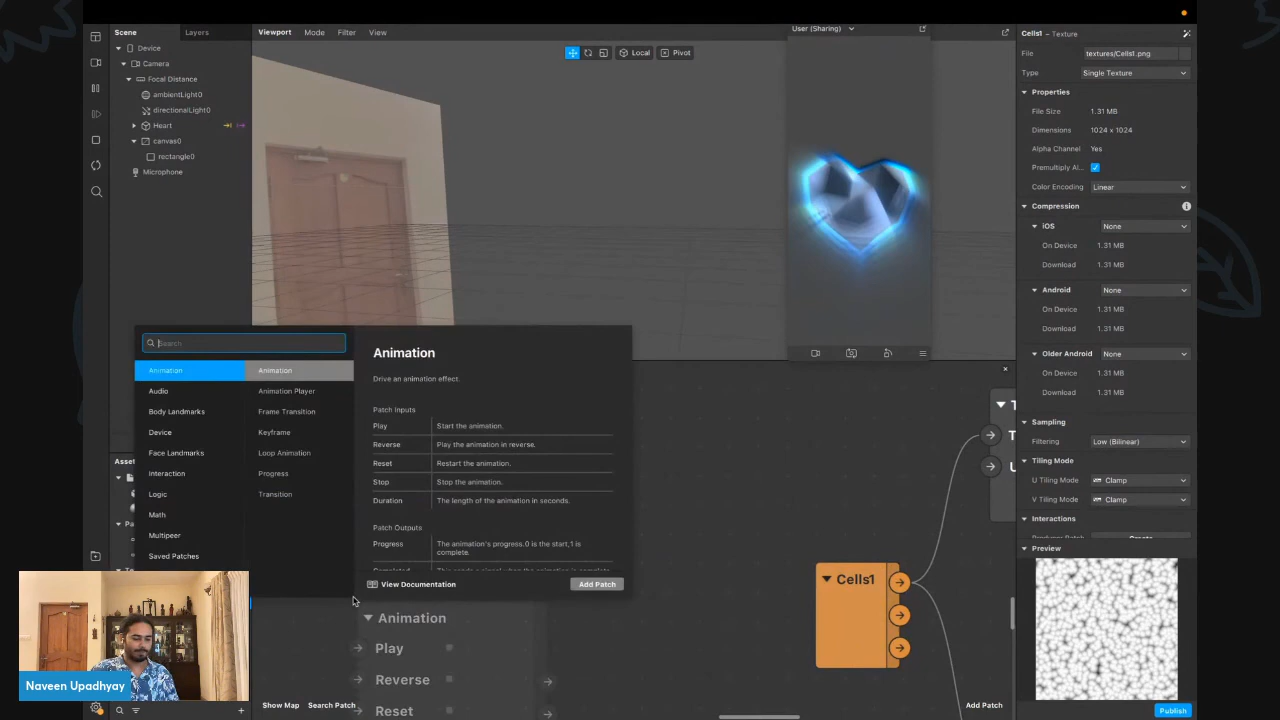 Scene
Layers
Device
Camera
Focal Distance
ambientLight0
directionalLight0
Heart
canvas0
rectangle0
Microphone
Viewport
Mode
Filter
View
Local
Pivot
User (Sharing)
Cells1 – Texture
File
textures/Cells1.png
Type
Single Texture
Properties
File Size
1.31 MB
Dimensions
1024 x 1024
Alpha Channel
Yes
Premultiply Al...
Color Encoding
Linear
Compression
iOS
None
On Device
1.31 MB
Download
1.31 MB
Android
None
On Device
1.31 MB
Download
1.31 MB
Older Android
None
On Device
1.31 MB
Download
1.31 MB
Sampling
Filtering
Low (Bilinear)
Tiling Mode
U Tiling Mode
Clamp
V Tiling Mode
Clamp
Interactions
Preview
Publish
Search
Animation
Audio
Body Landmarks
Device
Face Landmarks
Interaction
Logic
Math
Multipeer
Saved Patches
Animation
Animation Player
Frame Transition
Keyframe
Loop Animation
Progress
Transition
Animation
Drive an animation effect.
Patch Inputs
Play
Start the animation.
Reverse
Play the animation in reverse.
Reset
Restart the animation.
Stop
Stop the animation.
Duration
The length of the animation in seconds.
Patch Outputs
Progress
The animation's progress.0 is the start,1 is
complete.
View Documentation
Add Patch
Animation
Play
Reverse
Reset
Cells1
Show Map
Search Patch
Add Patch
Naveen Upadhyay